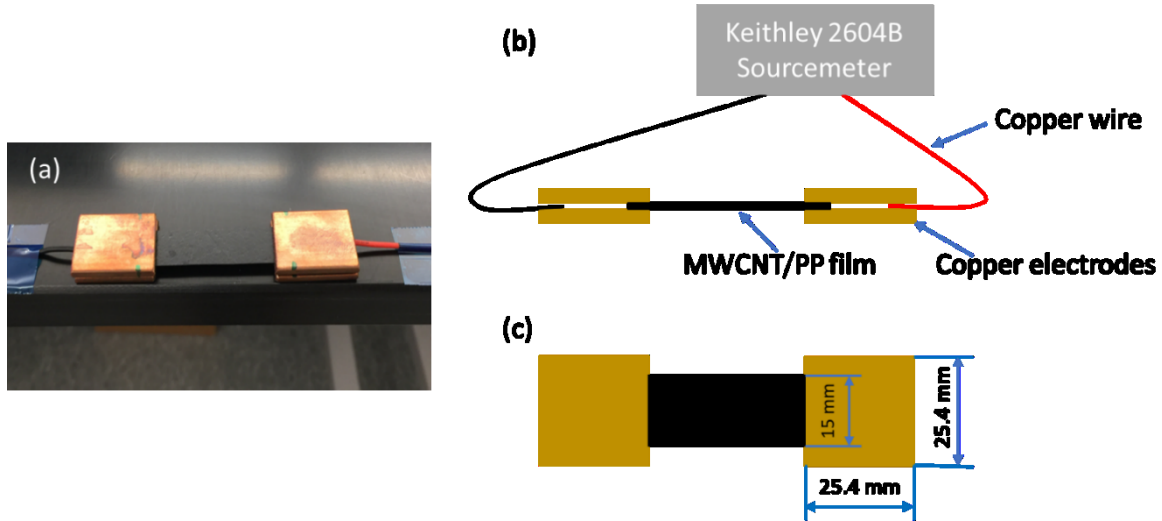 (a)
(b)
Keithley 2604B
Sourcemeter
Copper wire
MWCNT/PP film
Copper electrodes
(c)
15 mm
25.4 mm
25.4 mm